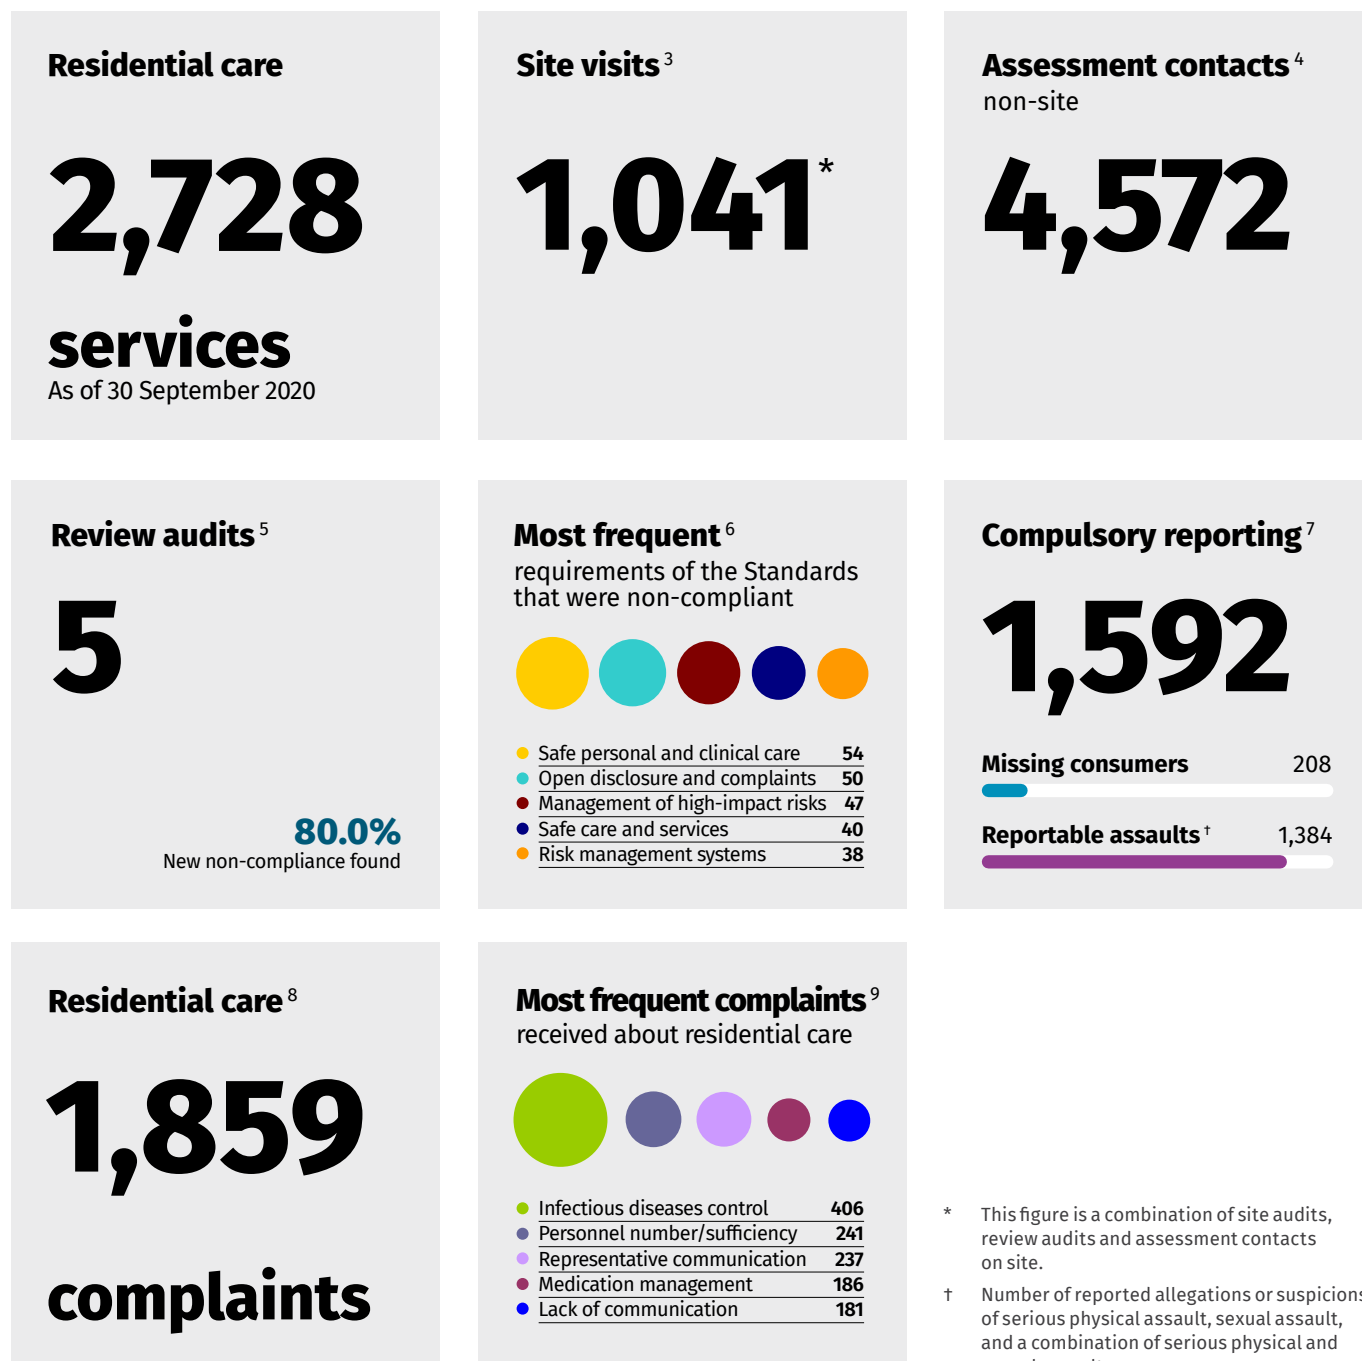 Residential care
2,728
services
As of 30 September 2020
Site visits 3
1,041*
Assessment contacts 4
non-site
4,572
Review audits 5
5
80.0%
New non-compliance found
Most frequent 6
requirements of the Standards
that were non-compliant
Safe personal and clinical care 54
Open disclosure and complaints 50
Management of high-impact risks 47
Safe care and services 40
Risk management systems 38
Compulsory reporting 7
1,592
Missing consumers 208
Reportable assaults † 1,384
Residential care 8
1,859
complaints
Most frequent complaints 9
received about residential care
Infectious diseases control 406
Personnel number/sufficiency 241
Representative communication 237
Medication management 186
Lack of communication 181
* This figure is a combination of site audits,
review audits and assessment contacts
on site.
† Number of reported allegations or suspicions
of serious physical assault, sexual assault,
and a combination of serious physical and